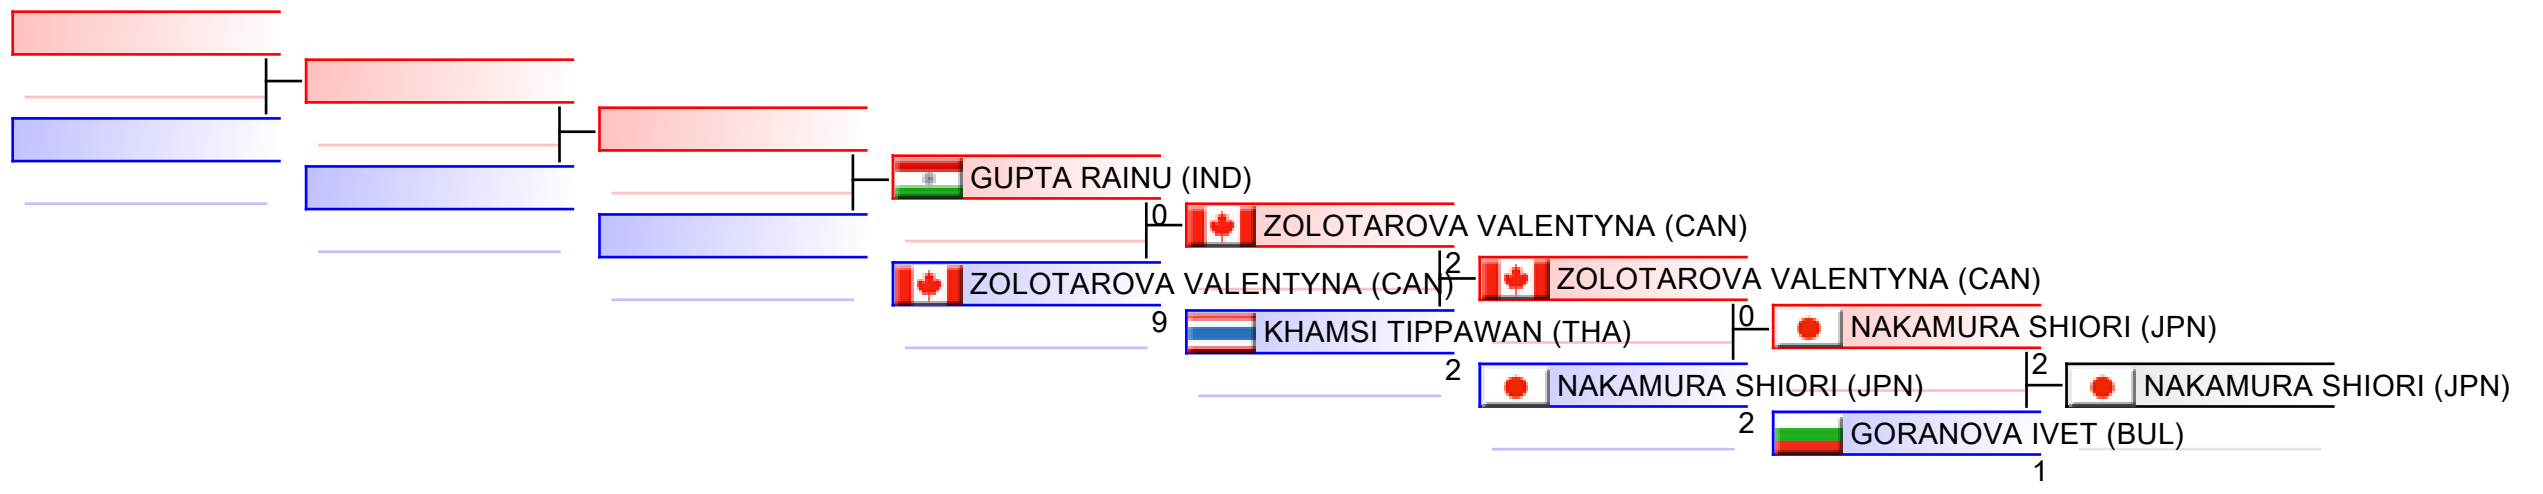 GUPTA RAINU (IND)
0
ZOLOTAROVA VALENTYNA (CAN)
ZOLOTAROVA VALENTYNA (CAN)
9
2
ZOLOTAROVA VALENTYNA (CAN)
KHAMSI TIPPAWAN (THA)
2
0
NAKAMURA SHIORI (JPN)
NAKAMURA SHIORI (JPN)
2
2
NAKAMURA SHIORI (JPN)
GORANOVA IVET (BUL)
1